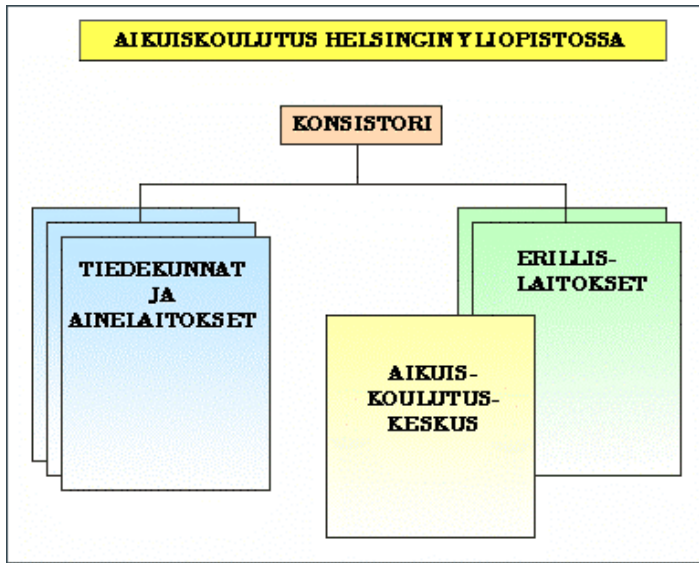 AIKUISKOULUTUS HELSINGIN YLIOPISTOSSA
KONSISTORI
TIEDEKUNNAT
JA
AINELAITOKSET
ERILLIS-
LAITOKSET
AIKUIS-
KOULUTUS-
KESKUS